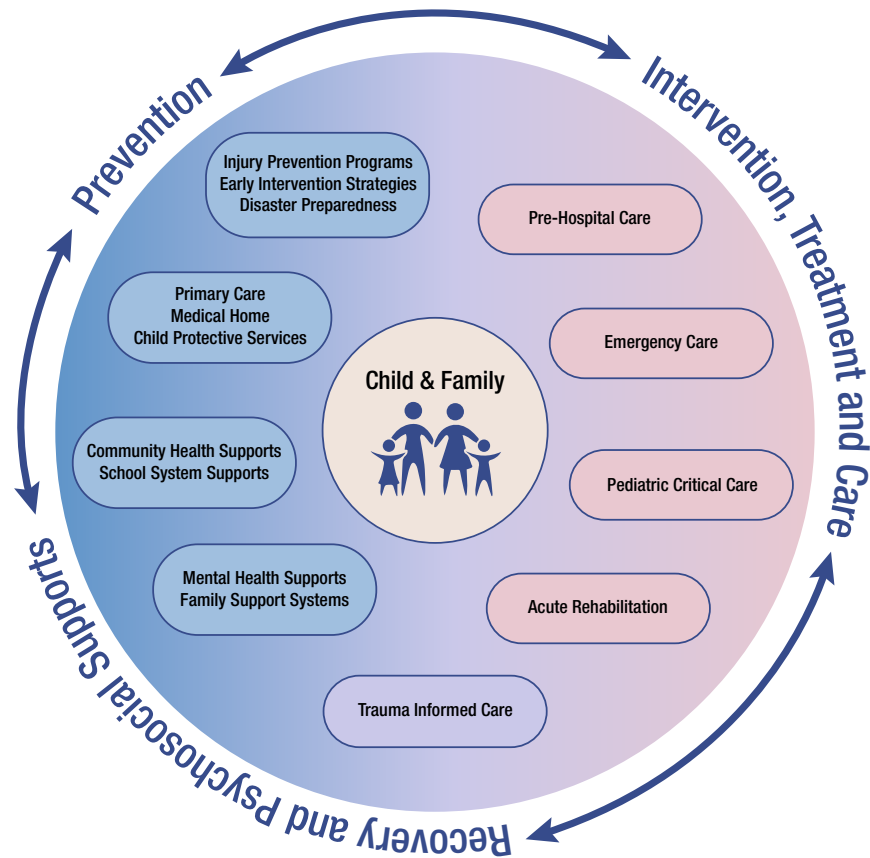 Prevention
Intervention, Treatment and Care
Recovery and Psychosocial Supports
Injury Prevention Programs
Early Intervention Strategies
Disaster Preparedness
Pre-Hospital Care
Primary Care
Medical Home
Child Protective Services
Emergency Care
Child & Family
Community Health Supports
School System Supports
Pediatric Critical Care
Mental Health Supports
Family Support Systems
Acute Rehabilitation
Trauma Informed Care